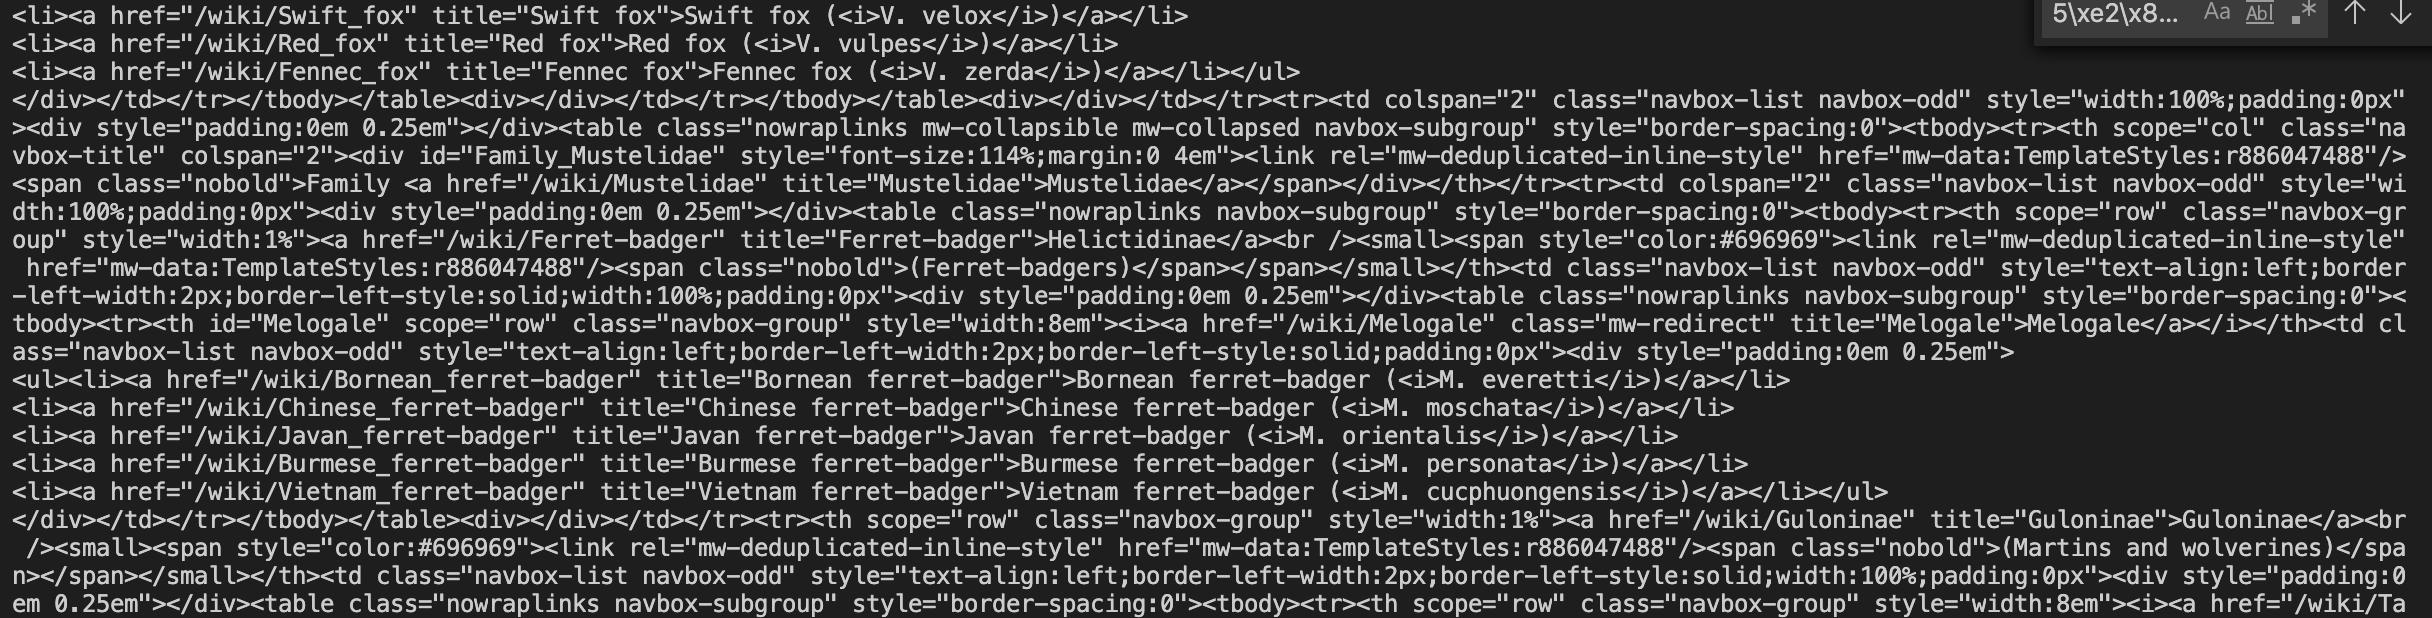 <li><a href="/wiki/Swift_fox" title="Swift fox">Swift fox (<i>V. velox</i>)</a></li>
5\xe2\x8... Aa Abl .*
<li><a href="/wiki/Red_fox" title="Red fox">Red fox (<i>V. vulpes</i>)</a></li>
<li><a href="/wiki/Fennec_fox" title="Fennec fox">Fennec fox (<i>V. zerda</i>)</a></li></ul>
</div></td></tr></tbody></table><div></div></td></tr></tbody></table><div></div></td></tr><tr><td colspan="2" class="navbox-list navbox-odd" style="width:100%;padding:0px"
><div style="padding:0em 0.25em"></div><table class="nowraplinks mw-collapsible mw-collapsed navbox-subgroup" style="border-spacing:0"><tbody><tr><th scope="col" class="na
vbox-title" colspan="2"><div id="Family_Mustelidae" style="font-size:114%;margin:0 4em"><link rel="mw-deduplicated-inline-style" href="mw-data:TemplateStyles:r886047488"/>
<span class="nobold">Family <a href="/wiki/Mustelidae" title="Mustelidae">Mustelidae</a></span></div></th></tr><tr><td colspan="2" class="navbox-list navbox-odd" style="wi
dth:100%;padding:0px"><div style="padding:0em 0.25em"></div><table class="nowraplinks navbox-subgroup" style="border-spacing:0"><tbody><tr><th scope="row" class="navbox-gr
oup" style="width:1%"><a href="/wiki/Ferret-badger" title="Ferret-badger">Helictidinae</a><br /><small><span style="color:#696969"><link rel="mw-deduplicated-inline-style"
 href="mw-data:TemplateStyles:r886047488"/><span class="nobold">(Ferret-badgers)</span></span></small></th><td class="navbox-list navbox-odd" style="text-align:left;border
-left-width:2px;border-left-style:solid;width:100%;padding:0px"><div style="padding:0em 0.25em"></div><table class="nowraplinks navbox-subgroup" style="border-spacing:0"><
tbody><tr><th id="Melogale" scope="row" class="navbox-group" style="width:8em"><i><a href="/wiki/Melogale" class="mw-redirect" title="Melogale">Melogale</a></i></th><td cl
ass="navbox-list navbox-odd" style="text-align:left;border-left-width:2px;border-left-style:solid;padding:0px"><div style="padding:0em 0.25em">
<ul><li><a href="/wiki/Bornean_ferret-badger" title="Bornean ferret-badger">Bornean ferret-badger (<i>M. everetti</i>)</a></li>
<li><a href="/wiki/Chinese_ferret-badger" title="Chinese ferret-badger">Chinese ferret-badger (<i>M. moschata</i>)</a></li>
<li><a href="/wiki/Javan_ferret-badger" title="Javan ferret-badger">Javan ferret-badger (<i>M. orientalis</i>)</a></li>
<li><a href="/wiki/Burmese_ferret-badger" title="Burmese ferret-badger">Burmese ferret-badger (<i>M. personata</i>)</a></li>
<li><a href="/wiki/Vietnam_ferret-badger" title="Vietnam ferret-badger">Vietnam ferret-badger (<i>M. cucphuongensis</i>)</a></li></ul>
</div></td></tr></tbody></table><div></div></td></tr><tr><th scope="row" class="navbox-group" style="width:1%"><a href="/wiki/Guloninae" title="Guloninae">Guloninae</a><br
 /><small><span style="color:#696969"><link rel="mw-deduplicated-inline-style" href="mw-data:TemplateStyles:r886047488"/><span class="nobold">(Martins and wolverines)</spa
n></span></small></th><td class="navbox-list navbox-odd" style="text-align:left;border-left-width:2px;border-left-style:solid;width:100%;padding:0px"><div style="padding:0
em 0.25em"></div><table class="nowraplinks navbox-subgroup" style="border-spacing:0"><tbody><tr><th scope="row" class="navbox-group" style="width:8em"><i><a href="/wiki/Ta